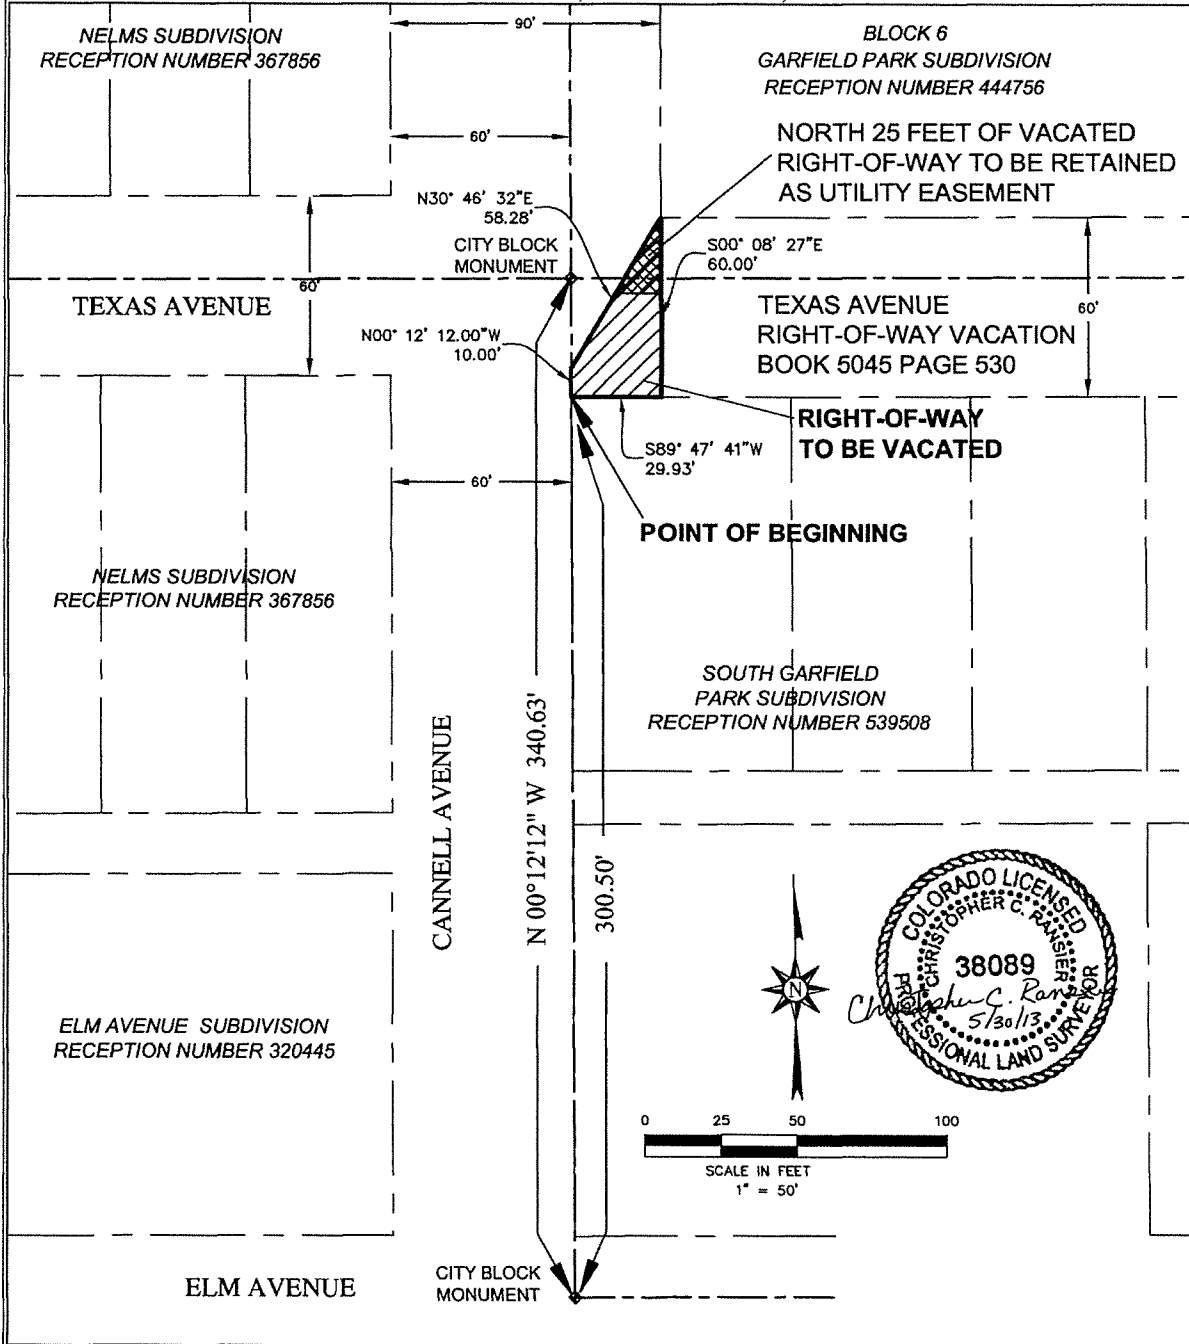 90'
NELMS SUBDIVISION
RECEPTION NUMBER 367856
BLOCK 6
GARFIELD PARK SUBDIVISION
RECEPTION NUMBER 444756
60'
NORTH 25 FEET OF VACATED
RIGHT-OF-WAY TO BE RETAINED
AS UTILITY EASEMENT
N30° 46' 32"E
58.28'
CITY BLOCK
MONUMENT
S00° 08' 27"E
60.00'
60'
TEXAS AVENUE
TEXAS AVENUE
RIGHT-OF-WAY VACATION
BOOK 5045 PAGE 530
60'
N00° 12' 12.00"W
10.00'
RIGHT-OF-WAY
TO BE VACATED
S89° 47' 41"W
29.93'
60'
POINT OF BEGINNING
NELMS SUBDIVISION
RECEPTION NUMBER 367856
SOUTH GARFIELD
PARK SUBDIVISION
RECEPTION NUMBER 539508
CANNELL AVENUE
N 00°12'12" W 340.63'
300.50'
COLORADO LICENSED
CHRISTOPHER C. RANSIER
38089
Christopher C. Ransier
5/30/13
PROFESSIONAL LAND SURVEYOR
N
ELM AVENUE SUBDIVISION
RECEPTION NUMBER 320445
0 25 50 100
SCALE IN FEET
1" = 50'
CITY BLOCK
MONUMENT
ELM AVENUE